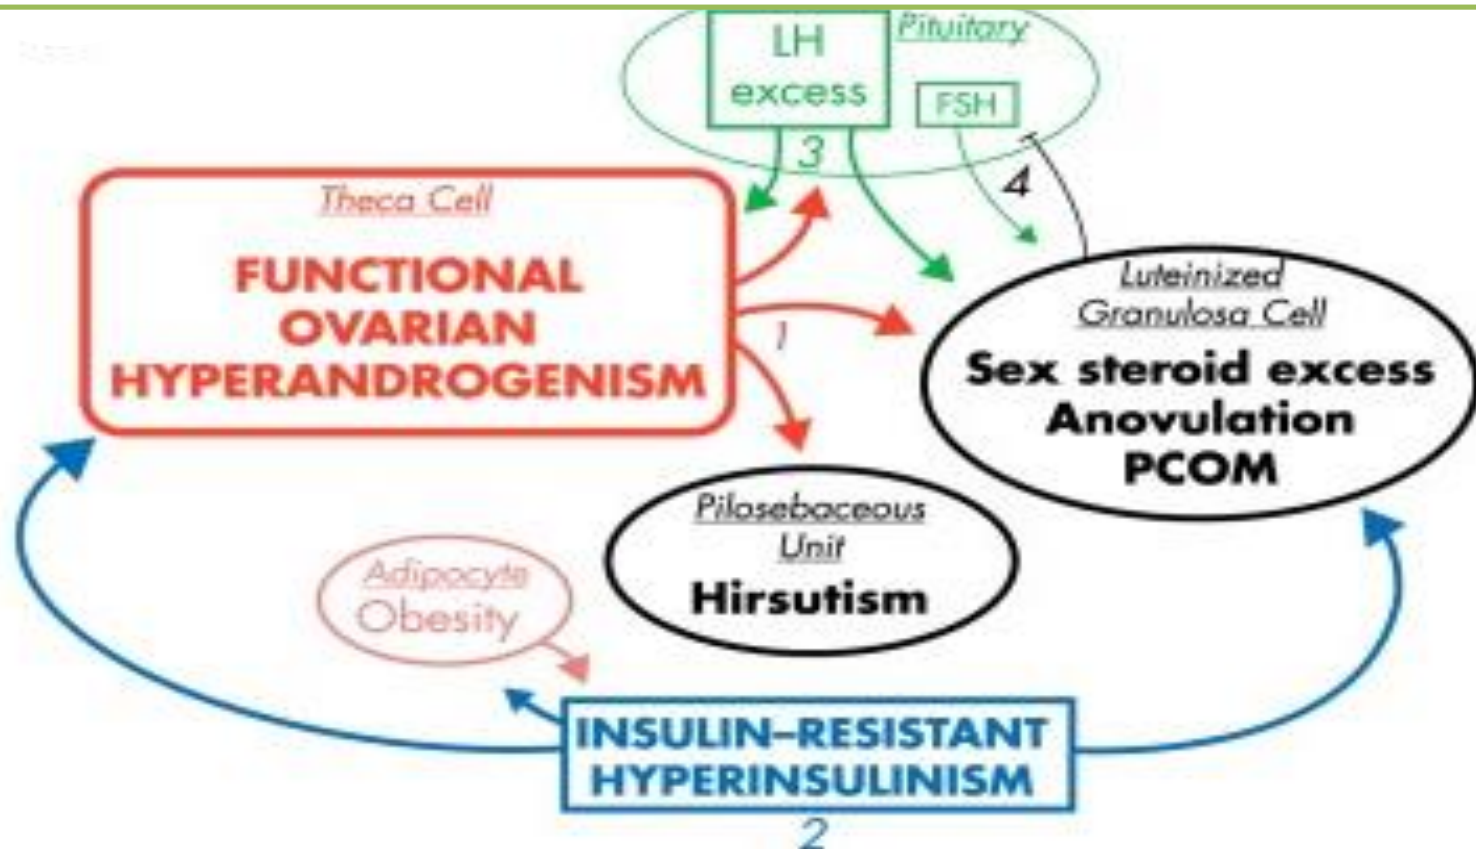 LH
excess
Pituitary
FSH
3
4
Theca Cell
FUNCTIONAL
OVARIAN
HYPERANDROGENISM
1
Luteinized
Granulosa Cell
Sex steroid excess
Anovulation
PCOM
Pilosebaceous
Unit
Hirsutism
Adipocyte
Obesity
INSULIN–RESISTANT
HYPERINSULINISM
2